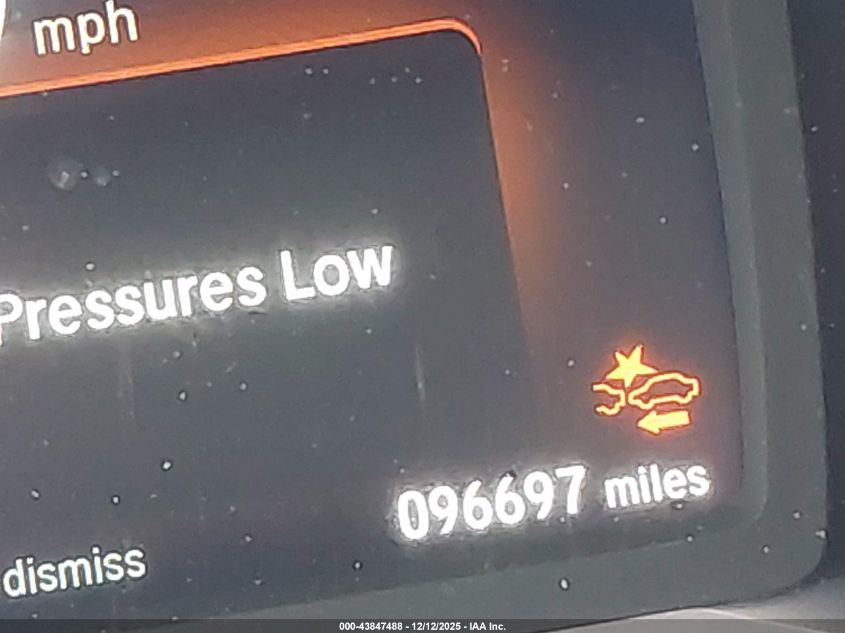 mph
Pressures Low
096697 miles
dismiss
000-43847488 - 12/12/2025 - IAA Inc.